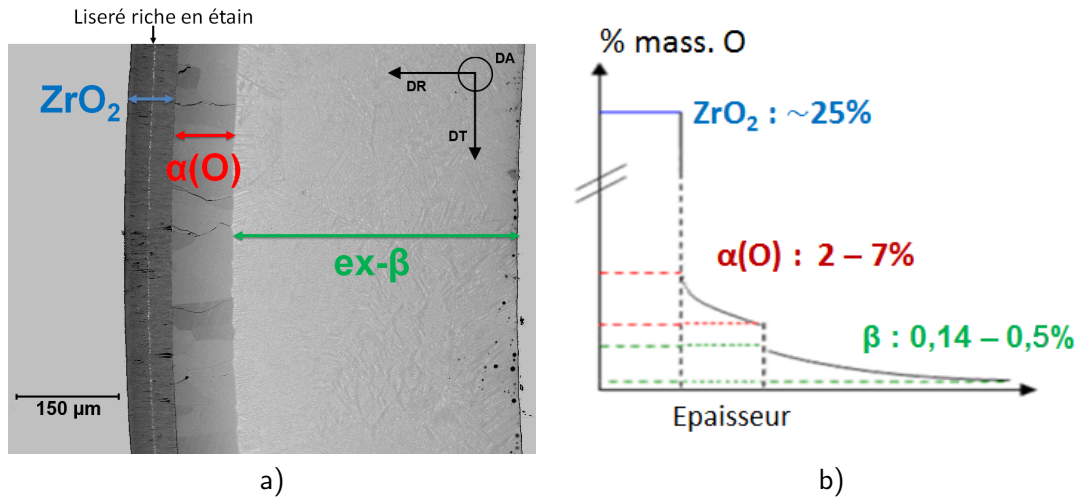 Liseré riche en étain
ZrO₂
α(O)
ex-β
DA
DR
DT
150 µm
a)
% mass. O
ZrO₂ : ~25%
α(O) : 2 – 7%
β : 0,14 – 0,5%
Epaisseur
b)